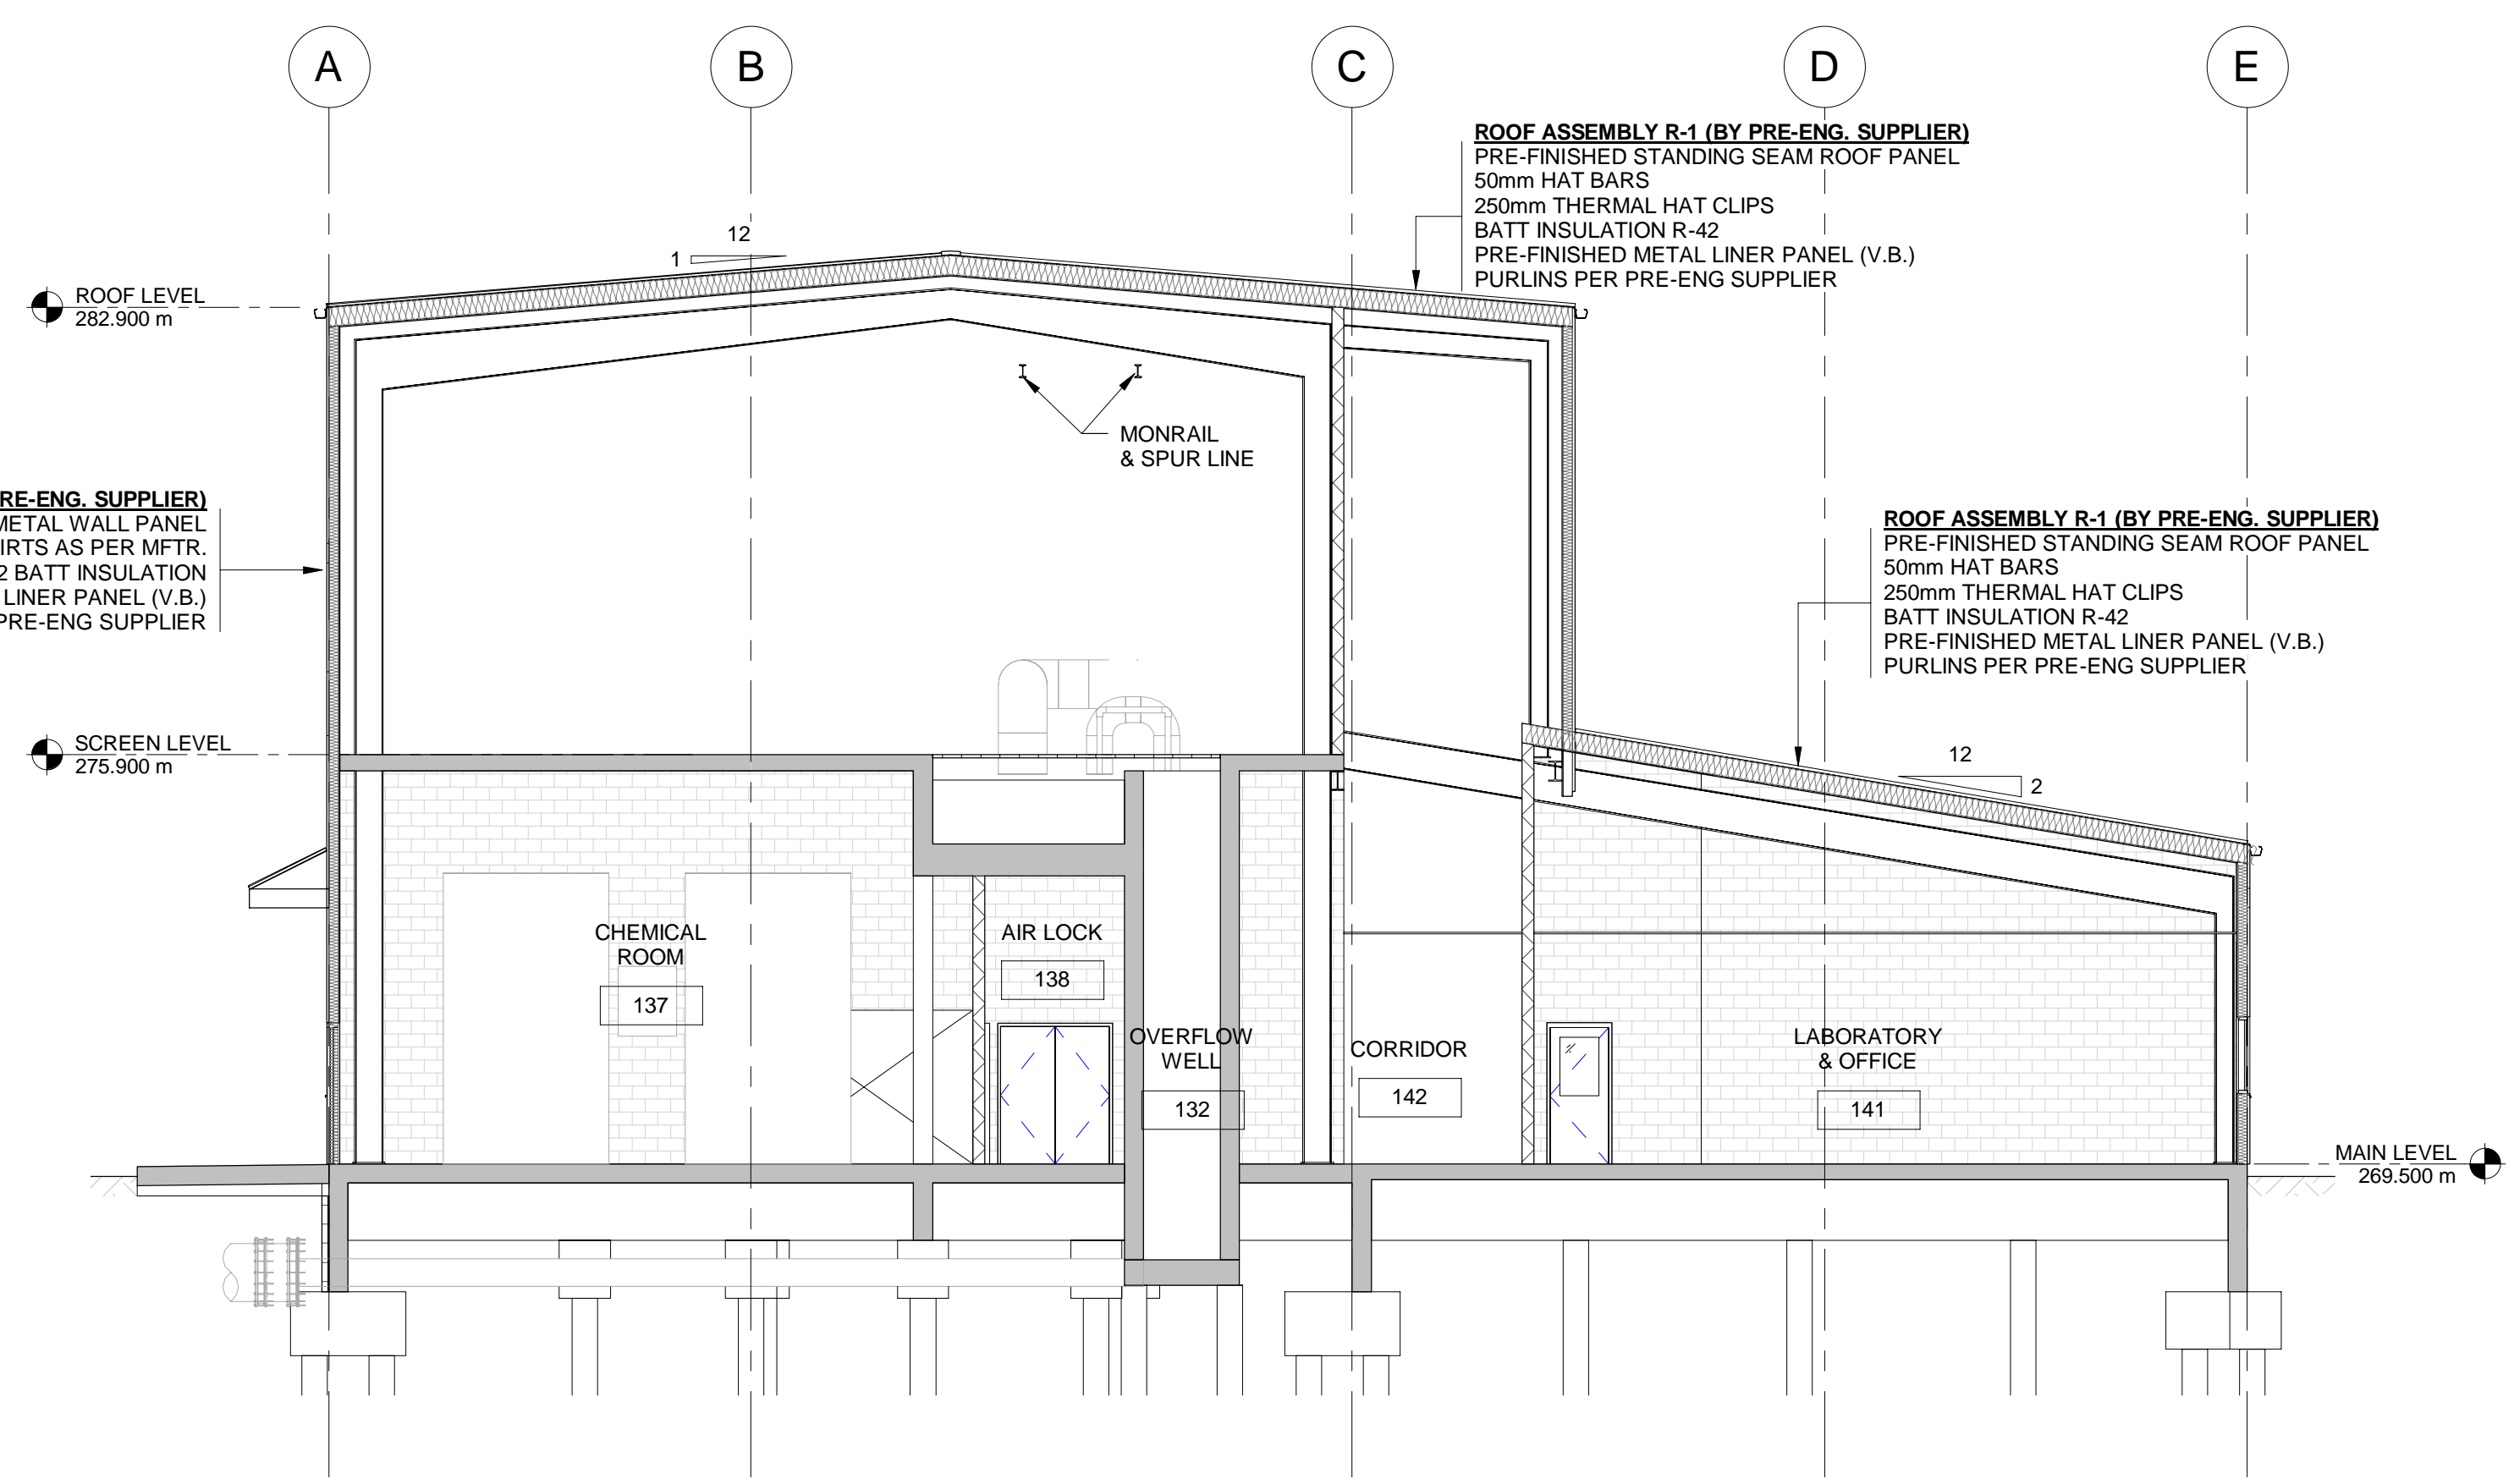 A
B
C
D
E
ROOF ASSEMBLY R-1 (BY PRE-ENG. SUPPLIER)
PRE-FINISHED STANDING SEAM ROOF PANEL
50mm HAT BARS
250mm THERMAL HAT CLIPS
BATT INSULATION R-42
PRE-FINISHED METAL LINER PANEL (V.B.)
PURLINS PER PRE-ENG SUPPLIER
12
1
ROOF LEVEL
282.900 m
MONRAIL
& SPUR LINE
RE-ENG. SUPPLIER)
METAL WALL PANEL
IRTS AS PER MFTR.
2 BATT INSULATION
LINER PANEL (V.B.)
PRE-ENG SUPPLIER
ROOF ASSEMBLY R-1 (BY PRE-ENG. SUPPLIER)
PRE-FINISHED STANDING SEAM ROOF PANEL
50mm HAT BARS
250mm THERMAL HAT CLIPS
BATT INSULATION R-42
PRE-FINISHED METAL LINER PANEL (V.B.)
PURLINS PER PRE-ENG SUPPLIER
SCREEN LEVEL
275.900 m
12
2
CHEMICAL
ROOM
137
AIR LOCK
138
OVERFLOW
WELL
132
CORRIDOR
142
LABORATORY
& OFFICE
141
MAIN LEVEL
269.500 m